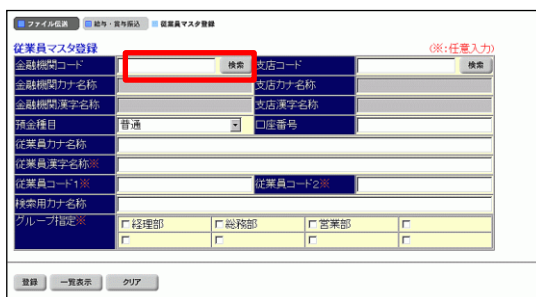 ファイル伝送 給与・賞与振込 従業員マスタ登録
従業員マスタ登録 (※:任意入力)
金融機関コード 検索 支店コード 検索
金融機関カナ名称 支店カナ名称
金融機関漢字名称 支店漢字名称
預金種目 普通 口座番号
従業員カナ名称
従業員漢字名称※
従業員コード1※ 従業員コード2※
検索用カナ名称
グループ指定※ 経理部 総務部 営業部
登録 一覧表示 クリア